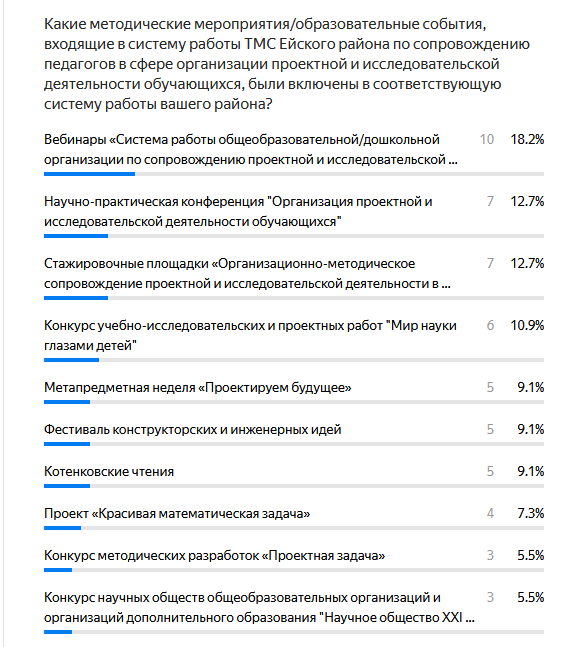 Какие методические мероприятия/образовательные события,
входящие в систему работы ТМС Ейского района по сопровождению
педагогов в сфере организации проектной и исследовательской
деятельности обучающихся, были включены в соответствующую
систему работы вашего района?
Вебинары «Система работы общеобразовательной/дошкольной 10 18.2%
организации по сопровождению проектной и исследовательской ...
Научно-практическая конференция "Организация проектной и 7 12.7%
исследовательской деятельности обучающихся"
Стажировочные площадки «Организационно-методическое 7 12.7%
сопровождение проектной и исследовательской деятельности в ...
Конкурс учебно-исследовательских и проектных работ "Мир науки 6 10.9%
глазами детей"
Метапредметная неделя «Проектируем будущее» 5 9.1%
Фестиваль конструкторских и инженерных идей 5 9.1%
Котенковские чтения 5 9.1%
Проект «Красивая математическая задача» 4 7.3%
Конкурс методических разработок «Проектная задача» 3 5.5%
Конкурс научных обществ общеобразовательных организаций и 3 5.5%
организаций дополнительного образования "Научное общество XXI ...